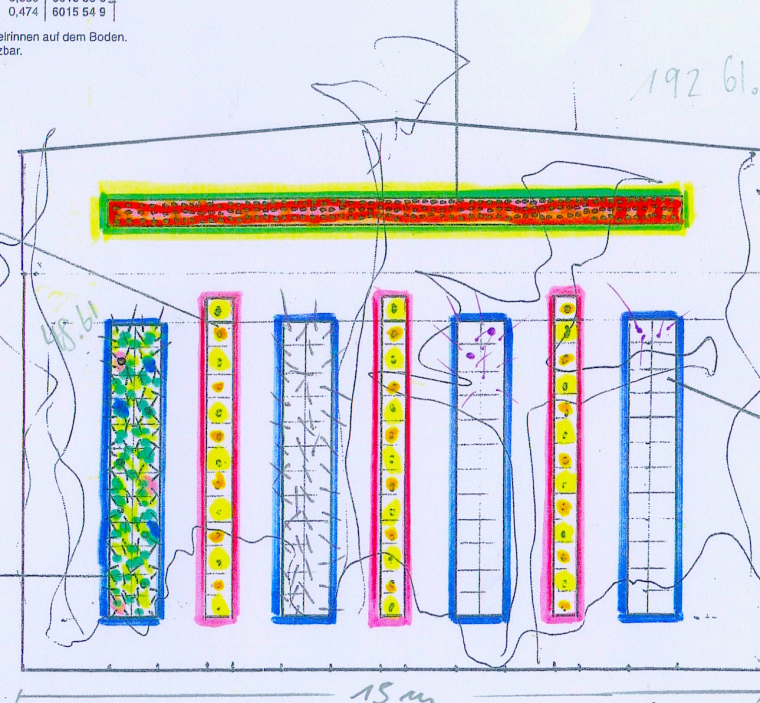 0,474 6015 54 9
elrinnen auf dem Boden.
zbar.
192 61.
48.61
15 m